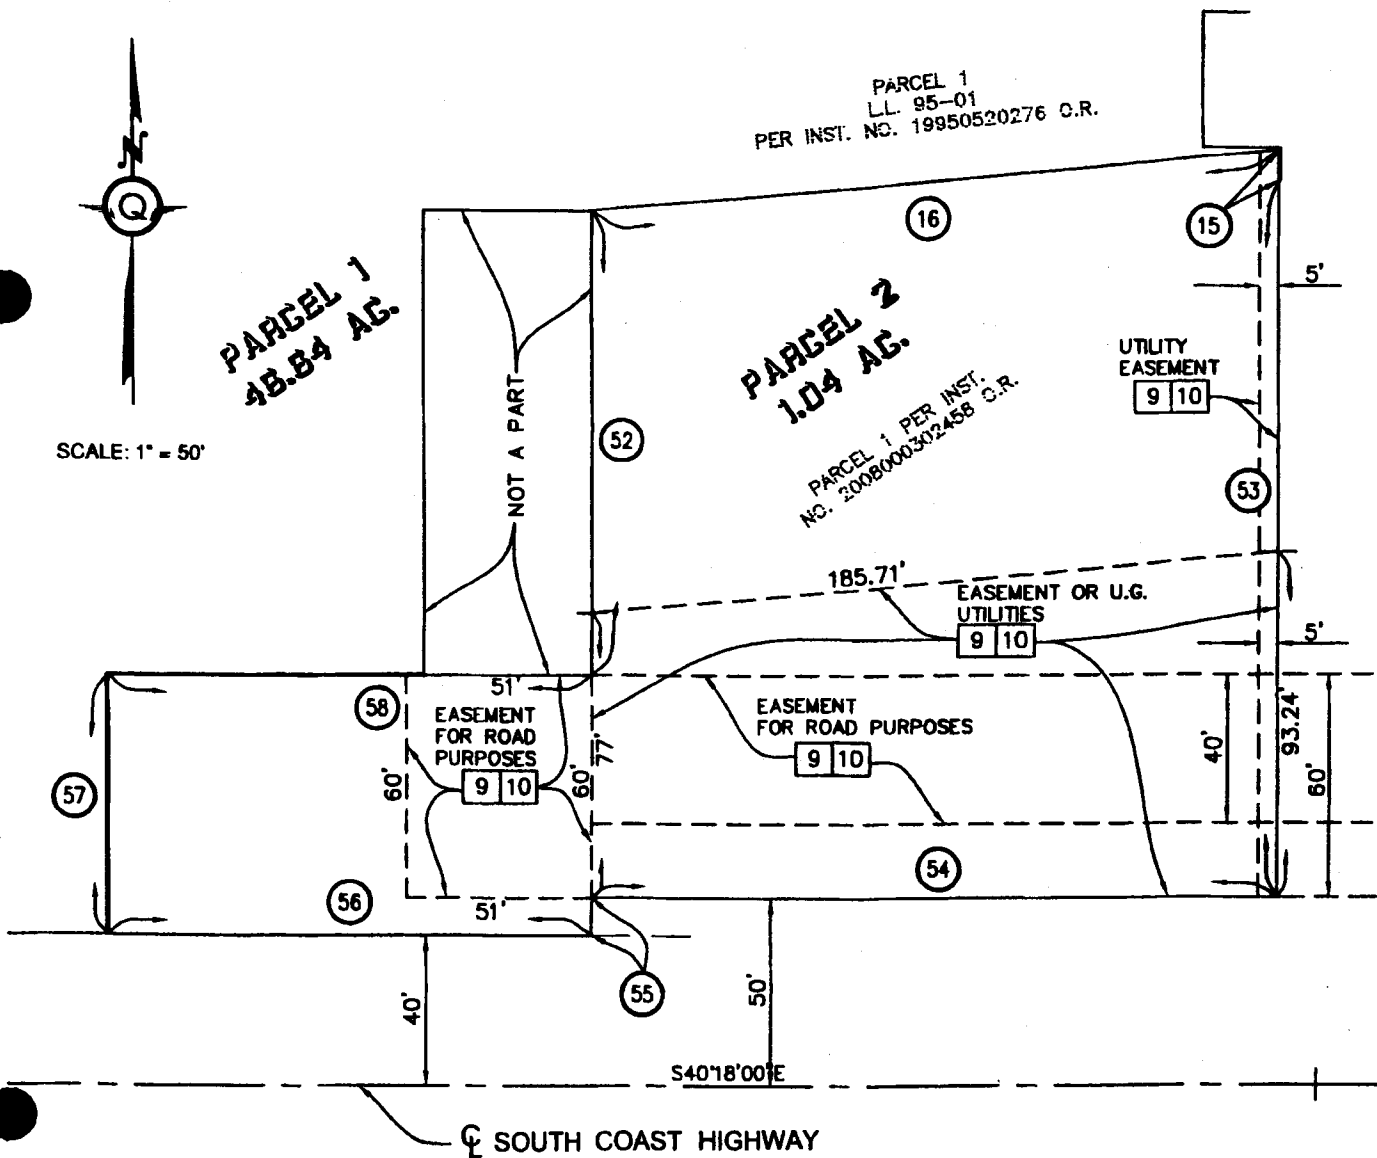 PARCEL 1
L.L. 95-01
PER INST. NO. 19950520276 O.R.
N
Q
16
15
PARCEL 1
48.84 AC.
PARCEL 2
1.04 AC.
5'
UTILITY
EASEMENT
9 10
SCALE: 1" = 50'
NOT A PART
52
PARCEL 1 PER INST.
NO. 2008000302458 O.R.
53
185.71'
EASEMENT OR U.G.
UTILITIES
9 10
5'
51'
58
EASEMENT
FOR ROAD
PURPOSES
9 10
60'
60'
77'
EASEMENT
FOR ROAD PURPOSES
9 10
40'
93.24'
60'
57
56
51'
54
55
40'
50'
S40°18'00"E
℄ SOUTH COAST HIGHWAY